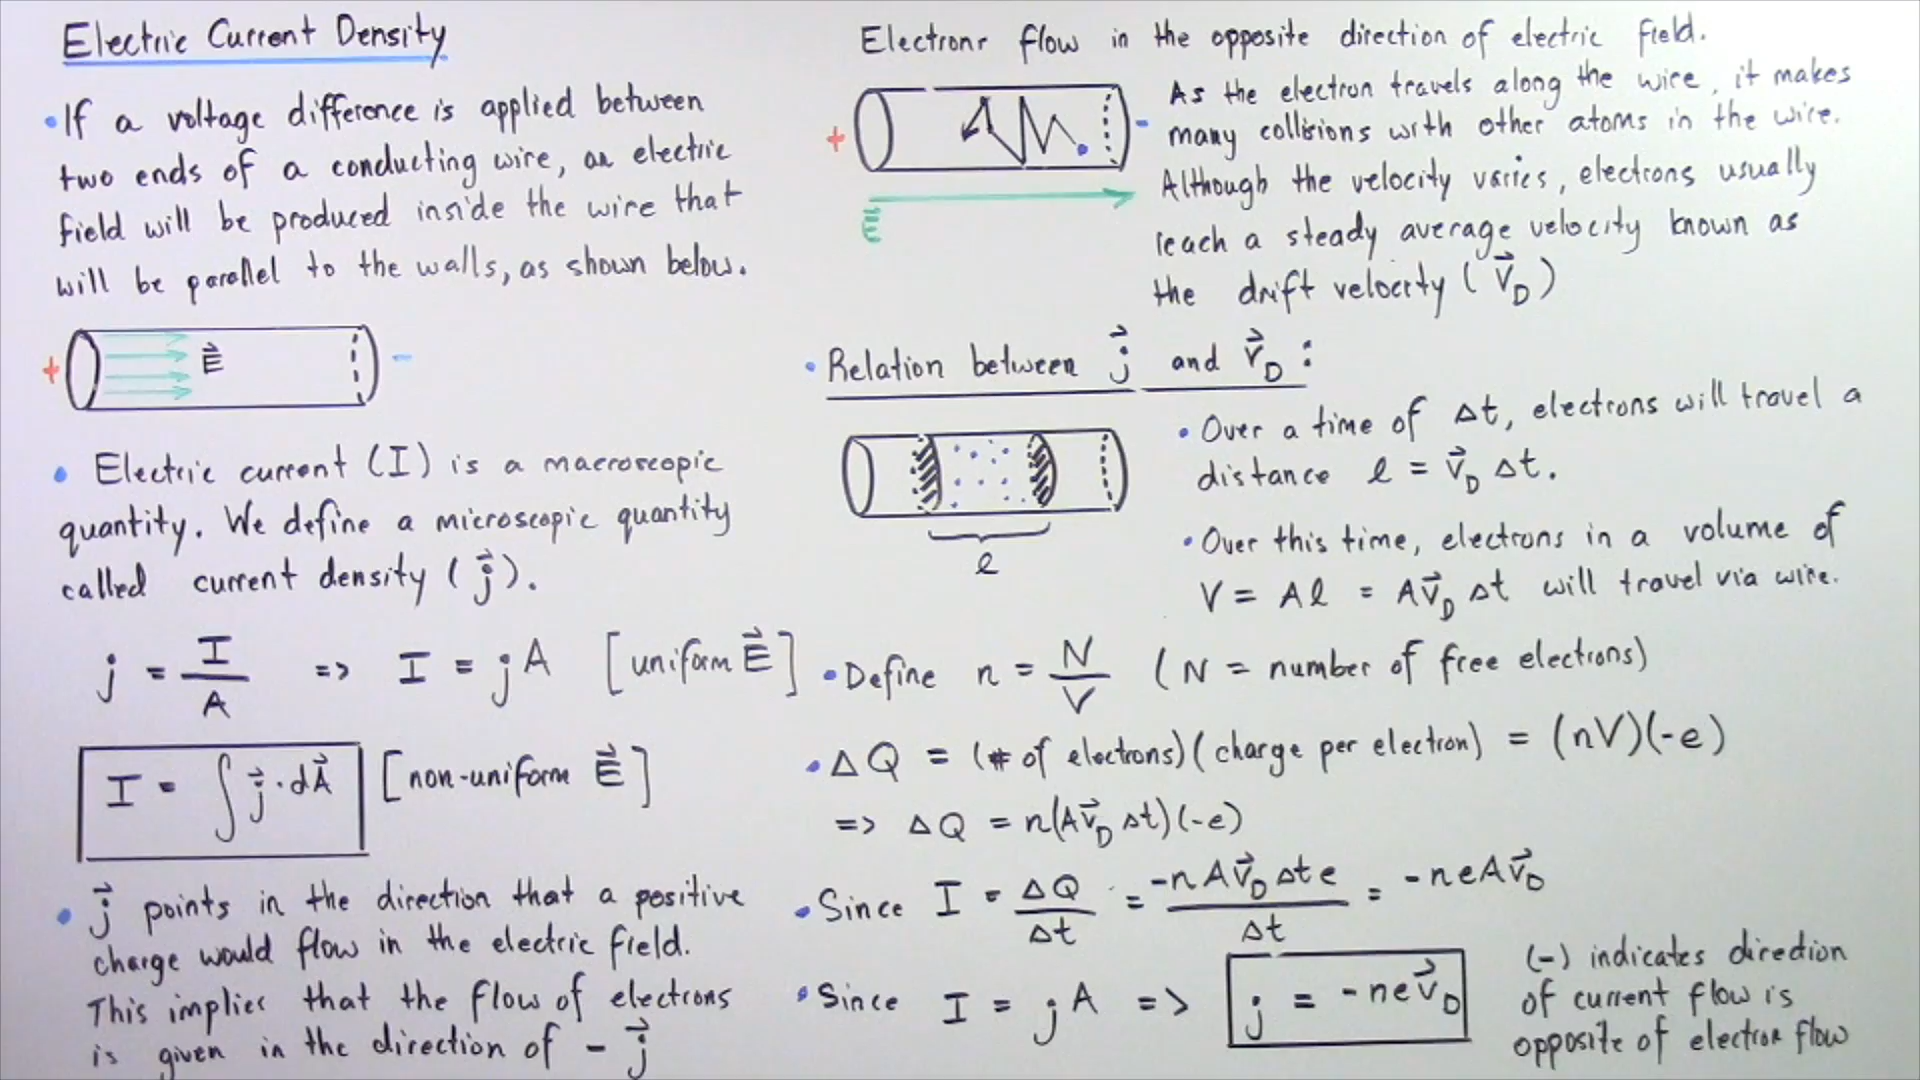 Electric Current Density
• If a voltage difference is applied between
two ends of a conducting wire, an electric
field will be produced inside the wire that
will be parallel to the walls, as shown below.
+ E⃗ -
• Electric current (I) is a macroscopic
quantity. We define a microscopic quantity
called current density (j⃗).
j = I/A => I = jA [uniform E⃗]
I = ∫ j⃗ · dA⃗ [non-uniform E⃗]
• j⃗ points in the direction that a positive
charge would flow in the electric field.
This implies that the flow of electrons
is given in the direction of - j⃗
Electrons flow in the opposite direction of electric field.
+ -
E⃗
As the electron travels along the wire, it makes
many collisions with other atoms in the wire.
Although the velocity varies, electrons usually
reach a steady average velocity known as
the drift velocity (v⃗_D)
• Relation between j⃗ and v⃗_D :
l
• Over a time of Δt, electrons will travel a
distance l = v⃗_D Δt.
• Over this time, electrons in a volume of
V = Al = Av⃗_D Δt will travel via wire.
• Define n = N/V (N = number of free electrons)
• ΔQ = (# of electrons)(charge per electron) = (nV)(-e)
=> ΔQ = n(Av⃗_D Δt)(-e)
• Since I = ΔQ/Δt = -nAv⃗_D Δte/Δt = -neAv⃗_D
• Since I = jA => j = -nev⃗_D
(-) indicates direction
of current flow is
opposite of electron flow